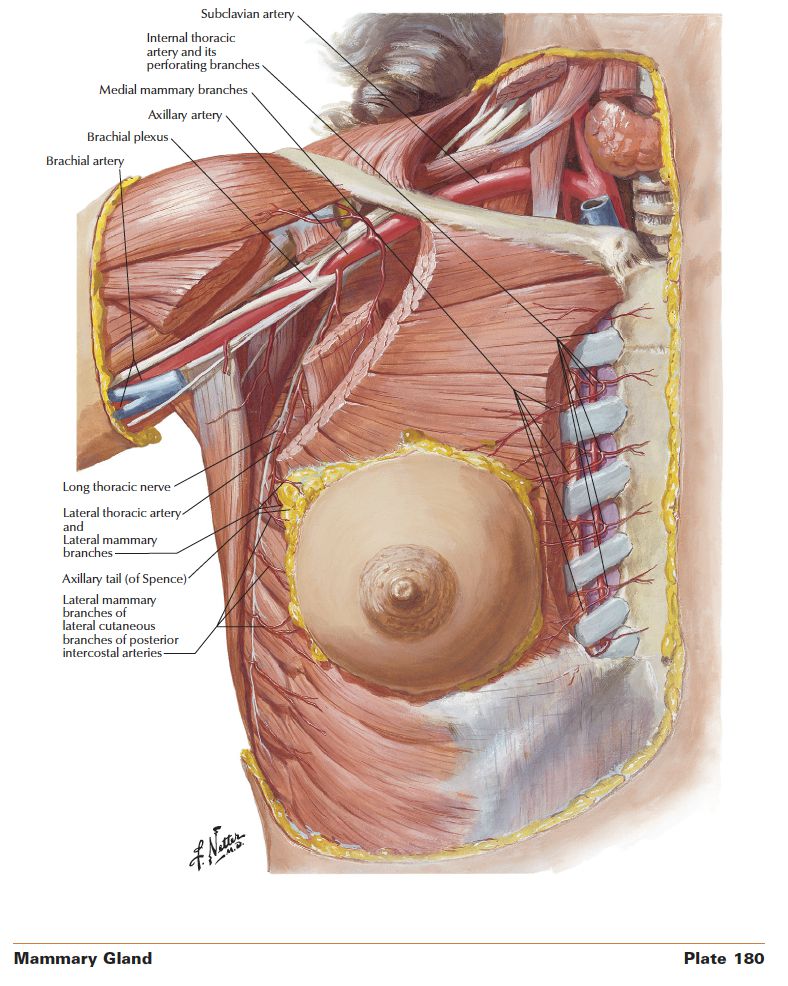 Subclavian artery
Internal thoracic
artery and its
perforating branches
Medial mammary branches
Axillary artery
Brachial plexus
Brachial artery
Long thoracic nerve
Lateral thoracic artery
and
Lateral mammary
branches
Axillary tail (of Spence)
Lateral mammary
branches of
lateral cutaneous
branches of posterior
intercostal arteries
F. Netter
M.D.
Mammary Gland
Plate 180